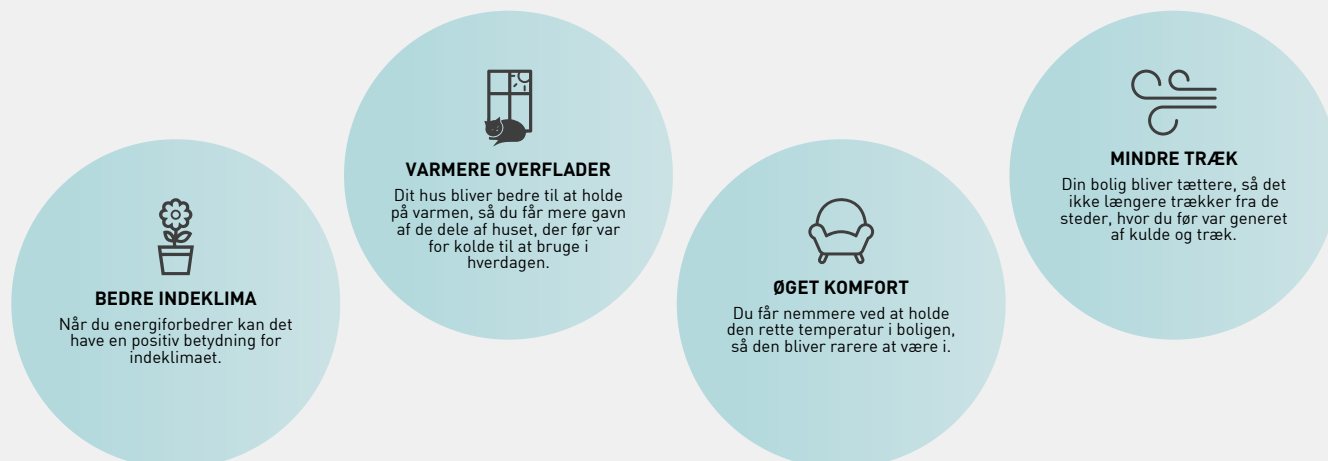 BEDRE INDEKLIMA
Når du energiforbedrer kan det
have en positiv betydning for
indeklimaet.
VARMERE OVERFLADER
Dit hus bliver bedre til at holde
på varmen, så du får mere gavn
af de dele af huset, der før var
for kolde til at bruge i
hverdagen.
ØGET KOMFORT
Du får nemmere ved at holde
den rette temperatur i boligen,
så den bliver rarere at være i.
MINDRE TRÆK
Din bolig bliver tættere, så det
ikke længere trækker fra de
steder, hvor du før var generet
af kulde og træk.